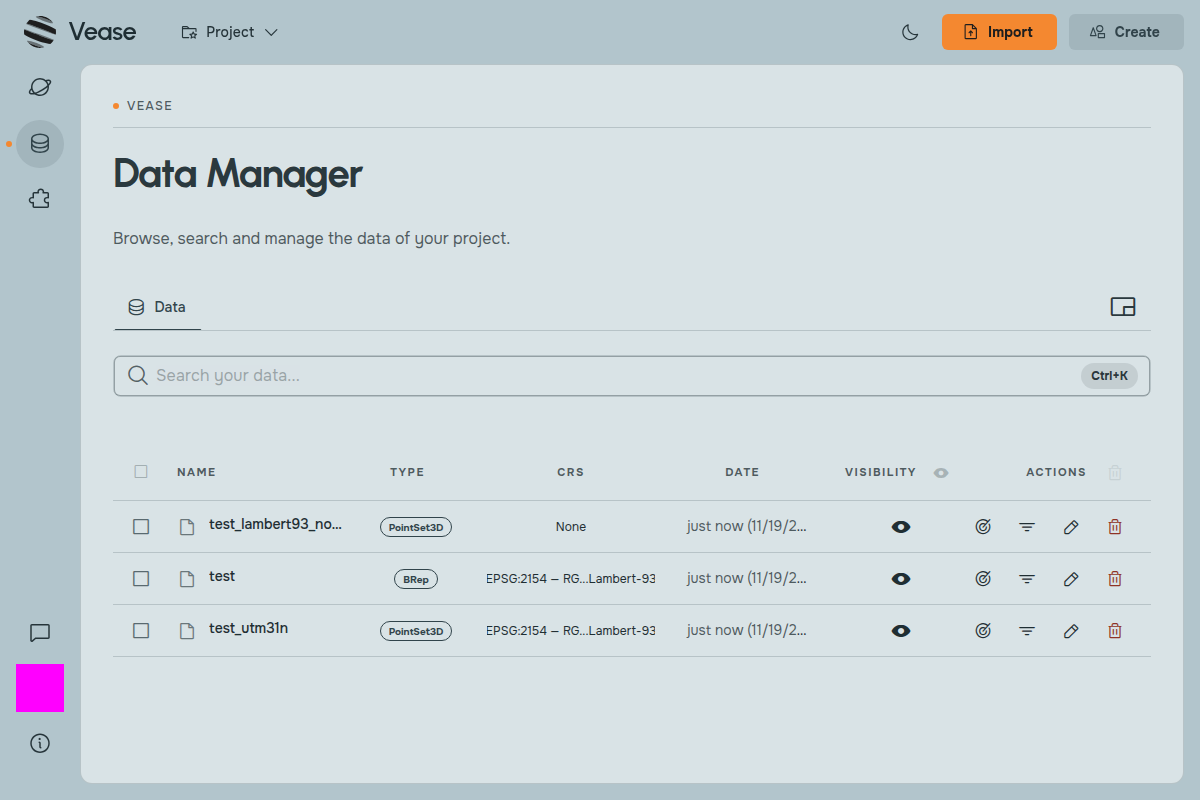 Vease
Project
Import
Create
VEASE
Data Manager
Browse, search and manage the data of your project.
Data
Search your data...
Ctrl+K
NAME TYPE CRS DATE VISIBILITY ACTIONS
test_lambert93_no... PointSet3D None just now (11/19/2...
test BRep EPSG:2154 — RG...Lambert-93 just now (11/19/2...
test_utm31n PointSet3D EPSG:2154 — RG...Lambert-93 just now (11/19/2...